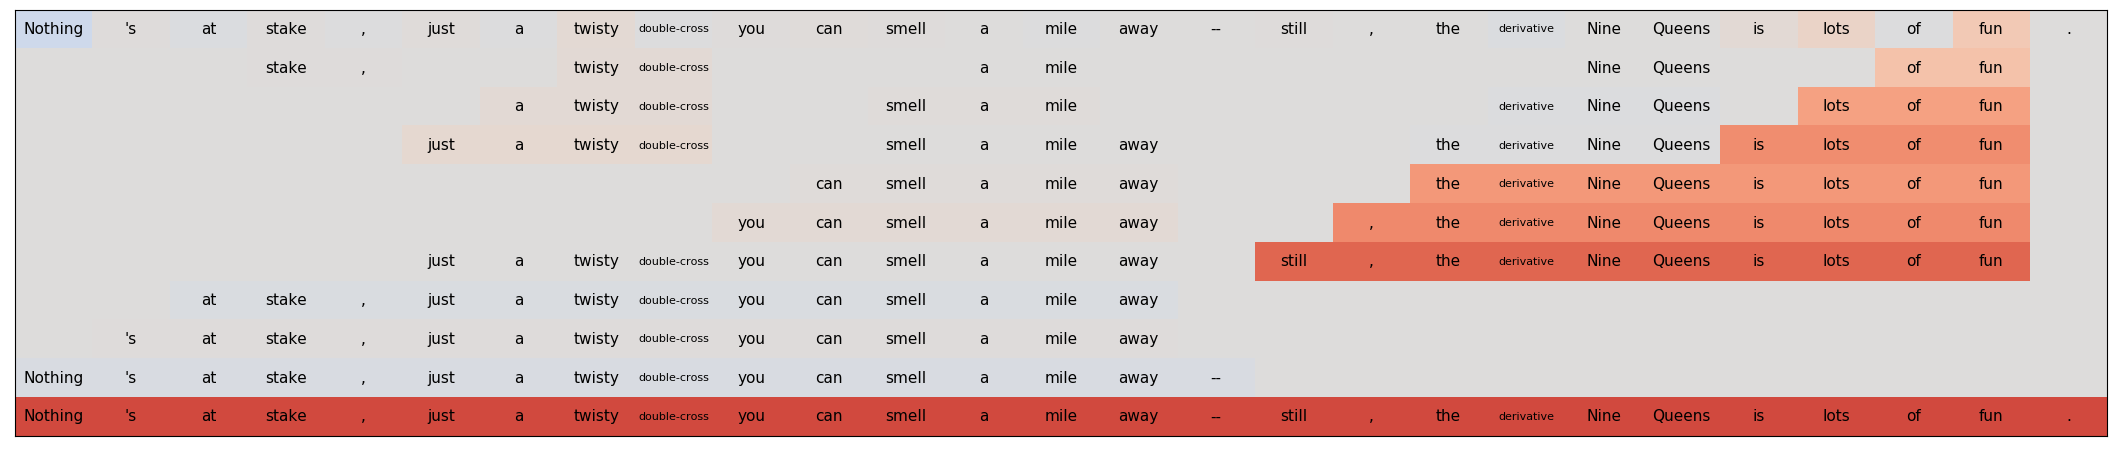 Nothing 's at stake , just a twisty double-cross you can smell a mile away -- still , the derivative Nine Queens is lots of fun .
stake , twisty double-cross a mile Nine Queens of fun
a twisty double-cross smell a mile derivative Nine Queens lots of fun
just a twisty double-cross smell a mile away the derivative Nine Queens is lots of fun
can smell a mile away the derivative Nine Queens is lots of fun
you can smell a mile away , the derivative Nine Queens is lots of fun
just a twisty double-cross you can smell a mile away still , the derivative Nine Queens is lots of fun
at stake , just a twisty double-cross you can smell a mile away
's at stake , just a twisty double-cross you can smell a mile away
Nothing 's at stake , just a twisty double-cross you can smell a mile away --
Nothing 's at stake , just a twisty double-cross you can smell a mile away -- still , the derivative Nine Queens is lots of fun .